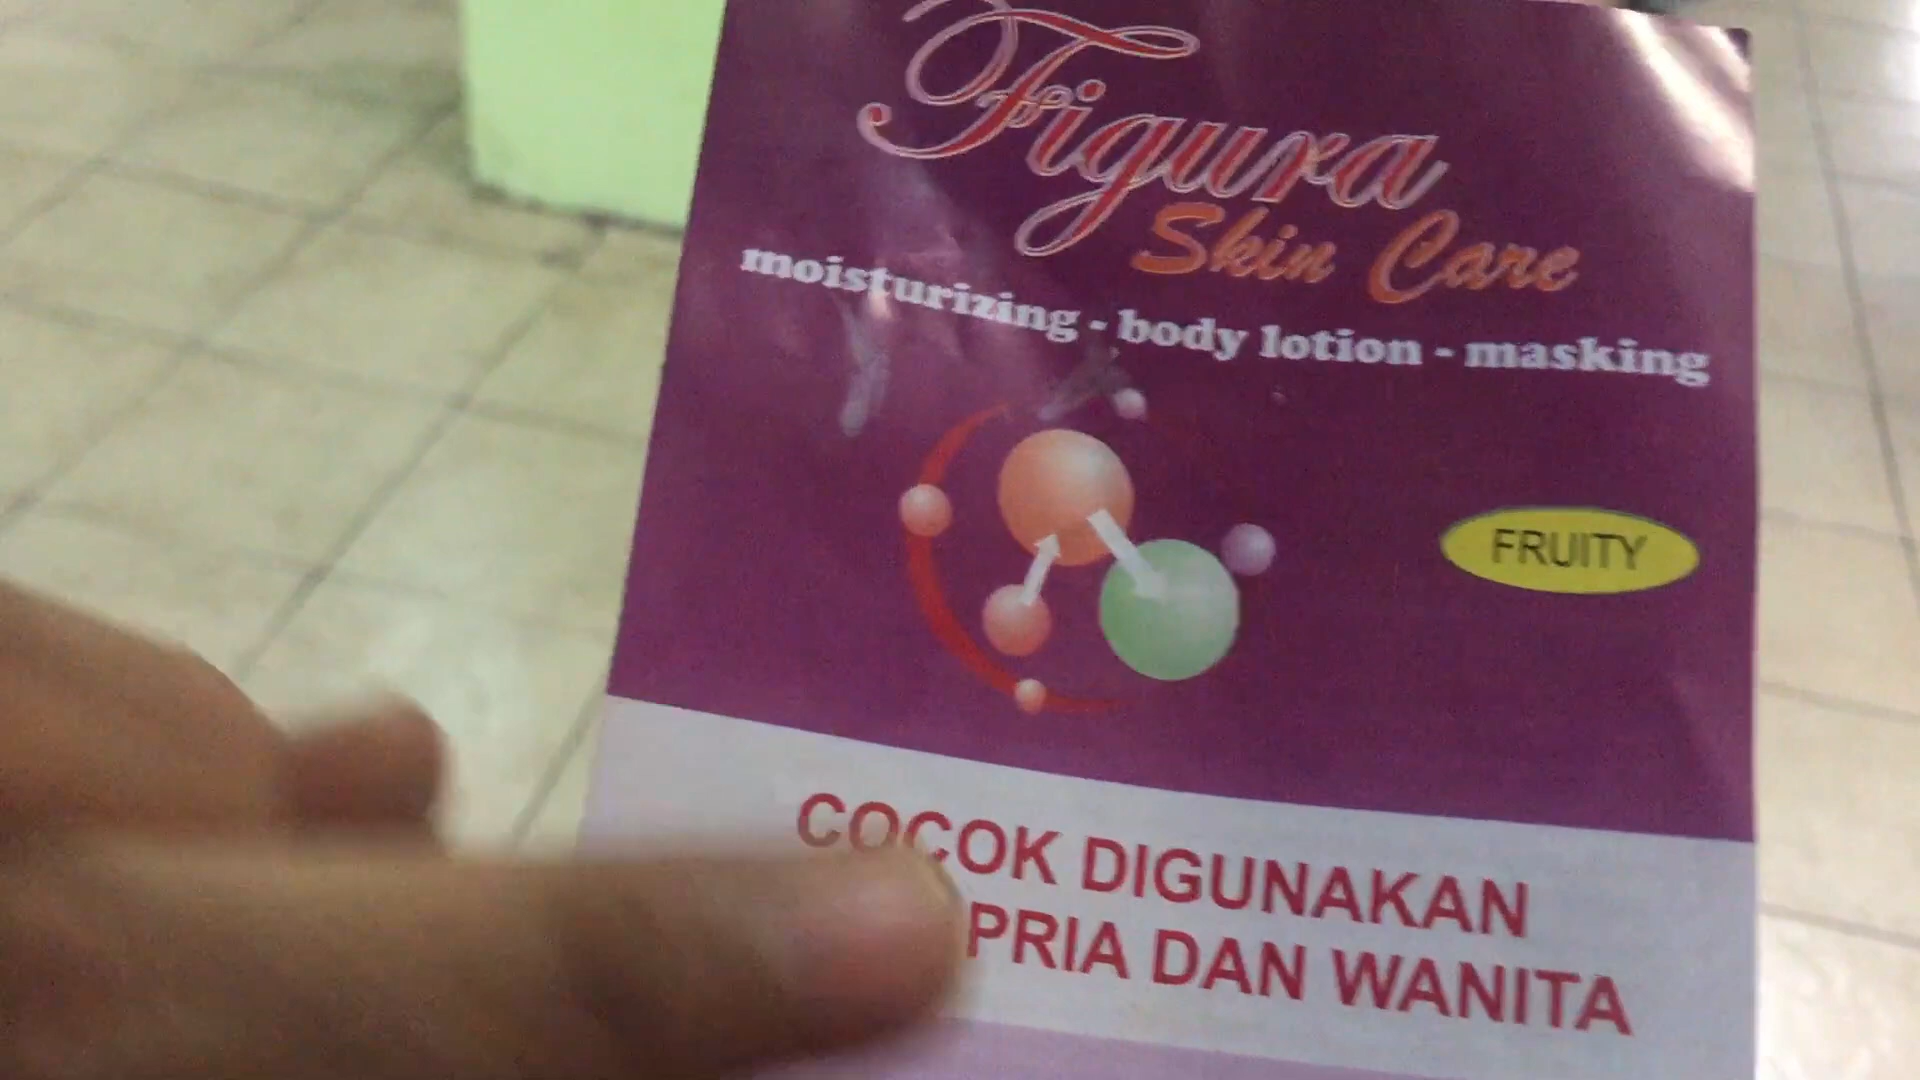 Figura
Skin Care
moisturizing - body lotion - masking
FRUITY
COCOK DIGUNAKAN
PRIA DAN WANITA